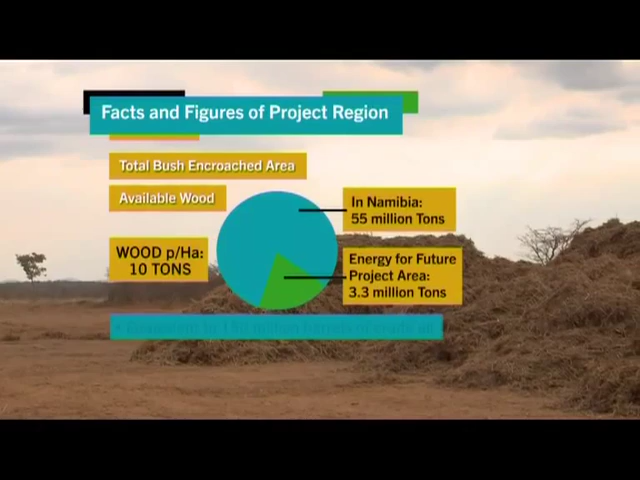 Facts and Figures of Project Region
Total Bush Encroached Area
Available Wood
In Namibia:
55 million Tons
WOOD p/Ha:
10 TONS
Energy for Future
Project Area:
3.3 million Tons